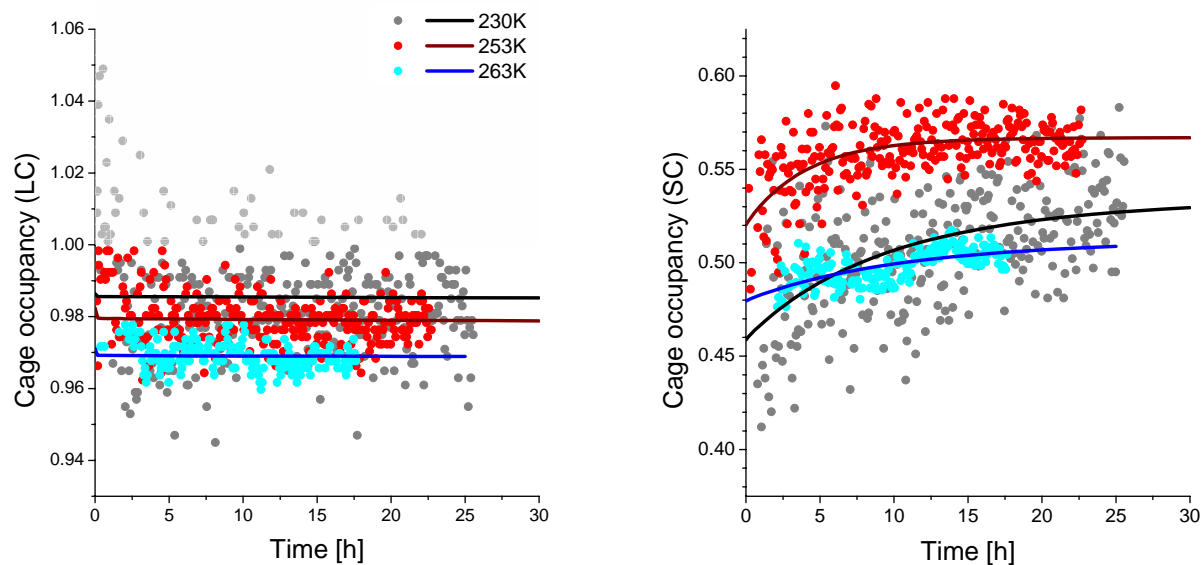 1.06
1.04
1.02
1.00
0.98
0.96
0.94
Cage occupancy (LC)
230K
253K
263K
0 5 10 15 20 25 30
Time [h]
0.60
0.55
0.50
0.45
0.40
Cage occupancy (SC)
0 5 10 15 20 25 30
Time [h]